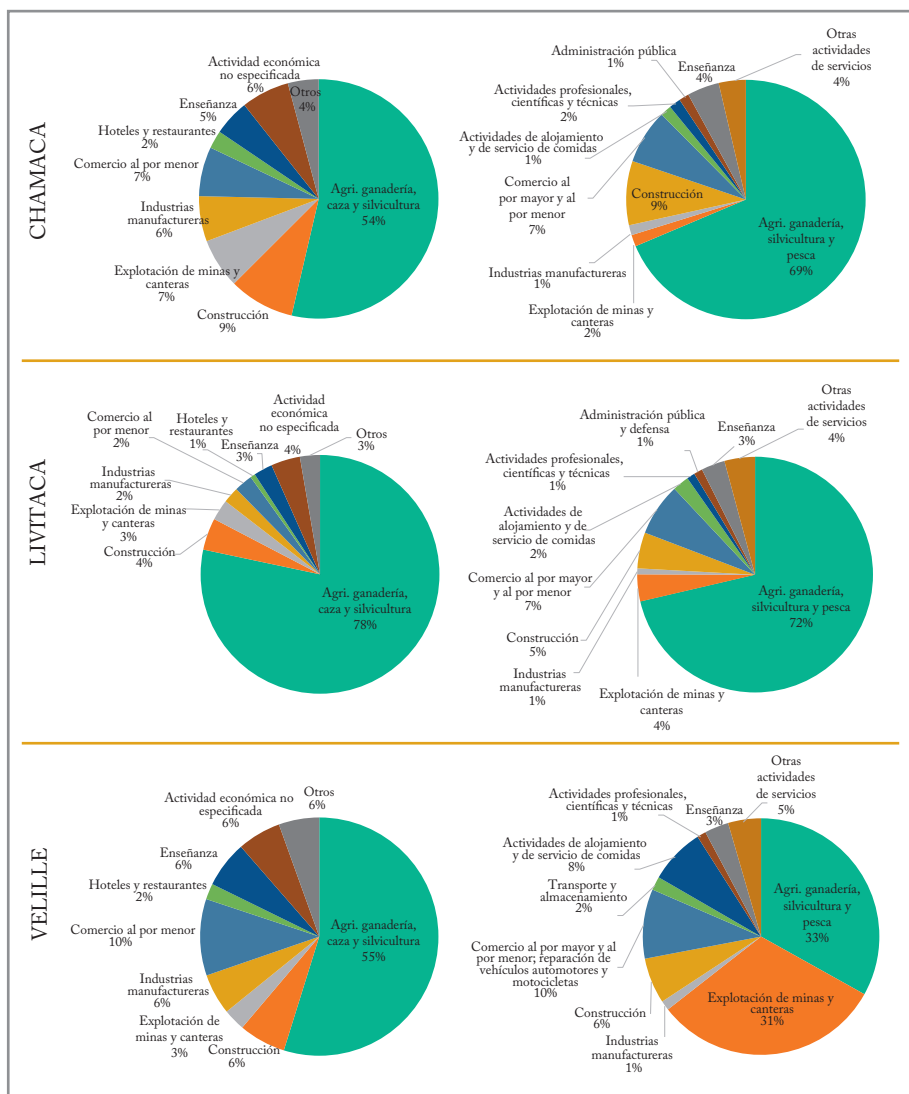 CHAMACA
Actividad económica
no especificada
6%
Otros
4%
Enseñanza
5%
Hoteles y restaurantes
2%
Comercio al por menor
7%
Industrias
manufactureras
6%
Explotación de minas y
canteras
7%
Construcción
9%
Agri. ganadería,
caza y silvicultura
54%
Administración pública
1%
Enseñanza
4%
Otras
actividades
de servicios
4%
Actividades profesionales,
científicas y técnicas
2%
Actividades de alojamiento
y de servicio de comidas
1%
Comercio al
por mayor y al
por menor
7%
Construcción
9%
Industrias manufactureras
1%
Explotación de minas y
canteras
2%
Agri. ganadería,
silvicultura y
pesca
69%
LIVITACA
Comercio al
por menor
2%
Hoteles y
restaurantes
1%
Enseñanza
3%
Actividad
económica
no especificada
4%
Otros
3%
Industrias
manufactureras
2%
Explotación de minas
y canteras
3%
Construcción
4%
Agri. ganadería,
caza y silvicultura
78%
Administración pública
y defensa
1%
Enseñanza
3%
Otras
actividades
de servicios
4%
Actividades profesionales,
científicas y técnicas
1%
Actividades de
alojamiento y de
servicio de comidas
2%
Comercio al por mayor
y al por menor
7%
Construcción
5%
Industrias
manufactureras
1%
Explotación de minas y
canteras
4%
Agri. ganadería,
silvicultura y pesca
72%
VELILLE
Actividad económica no
especificada
6%
Otros
6%
Enseñanza
6%
Hoteles y restaurantes
2%
Comercio al por menor
10%
Industrias
manufactureras
6%
Explotación de
minas y canteras
3%
Construcción
6%
Agri. ganadería,
caza y silvicultura
55%
Actividades profesionales,
científicas y técnicas
1%
Enseñanza
3%
Otras
actividades
de servicios
5%
Actividades de alojamiento
y de servicio de comidas
8%
Transporte y
almacenamiento
2%
Comercio al por mayor y al
por menor; reparación de
vehículos automotores y
motocicletas
10%
Construcción
6%
Industrias
manufactureras
1%
Agri. ganadería,
silvicultura y
pesca
33%
Explotación de minas y
canteras
31%